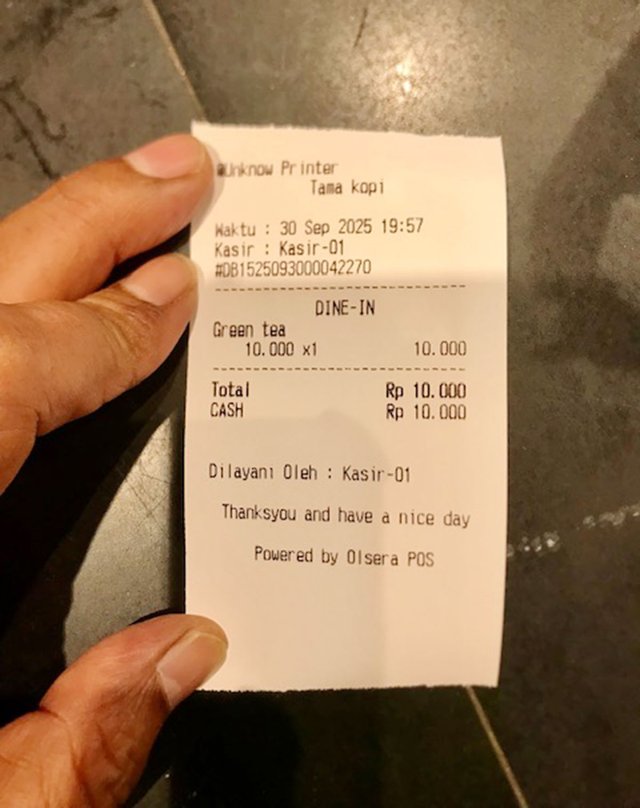 #Unknow Printer
Tama kopi
Waktu : 30 Sep 2025 19:57
Kasir : Kasir-01
#DB1525093000042270
DINE-IN
Green tea
10.000 x1 10.000
Total Rp 10.000
CASH Rp 10.000
Dilayani Oleh : Kasir-01
Thanksyou and have a nice day
Powered by Olsera POS